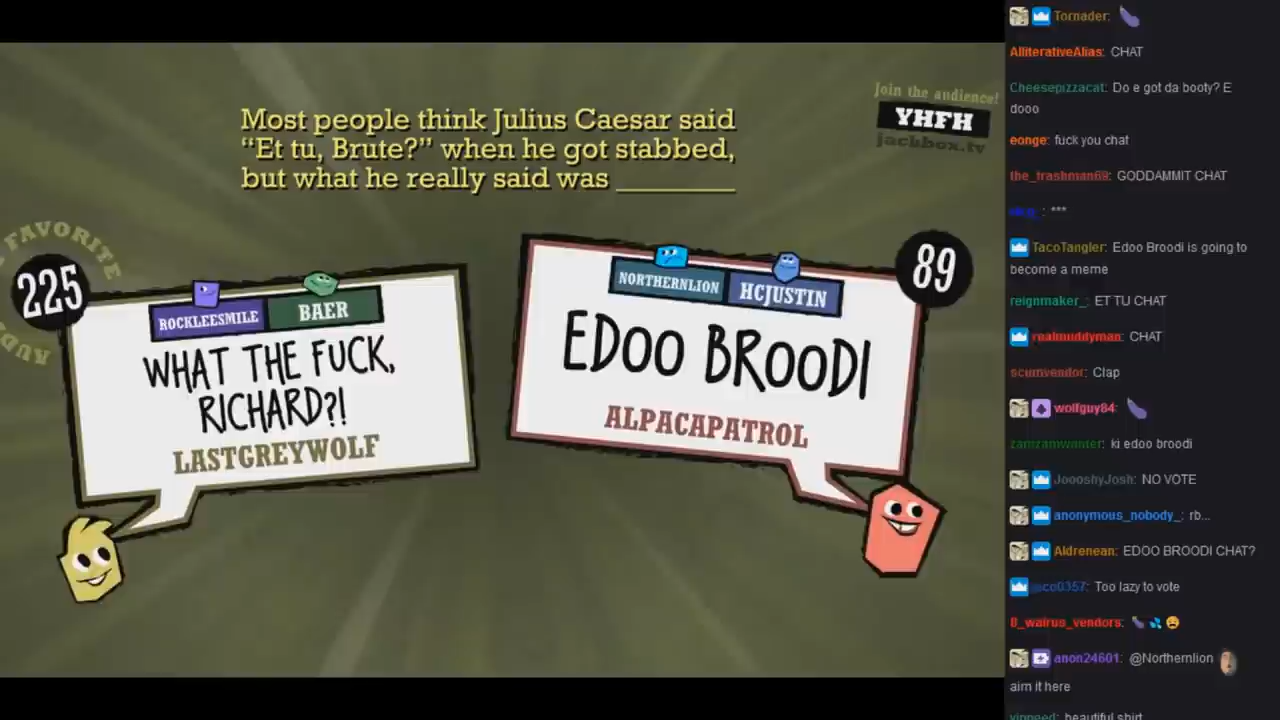 Most people think Julius Caesar said
"Et tu, Brute?" when he got stabbed,
but what he really said was ________
Join the audience!
YHFH
jackbox.tv
FAVORITE
AUD
225
ROCKLEESMILE
BAER
WHAT THE FUCK,
RICHARD?!
LASTGREYWOLF
89
NORTHERNLION
HCJUSTIN
EDOO BROODI
ALPACAPATROL
Tornader:
AlliterativeAlias: CHAT
Cheesepizzacat: Do e got da booty? E
dooo
eonge: fuck you chat
the_trashman69: GODDAMMIT CHAT
: ***
TacoTangler: Edoo Broodi is going to
become a meme
reignmaker_: ET TU CHAT
realmuddyman: CHAT
scumvendor: Clap
wolfguy84:
zamzamwanter: ki edoo broodi
JoooshyJosh: NO VOTE
anonymous_nobody_: rb...
Aldrenean: EDOO BROODI CHAT?
Too lazy to vote
8_walrus_vendors:
anon24601: @Northernlion
aim it here
beautiful shirt